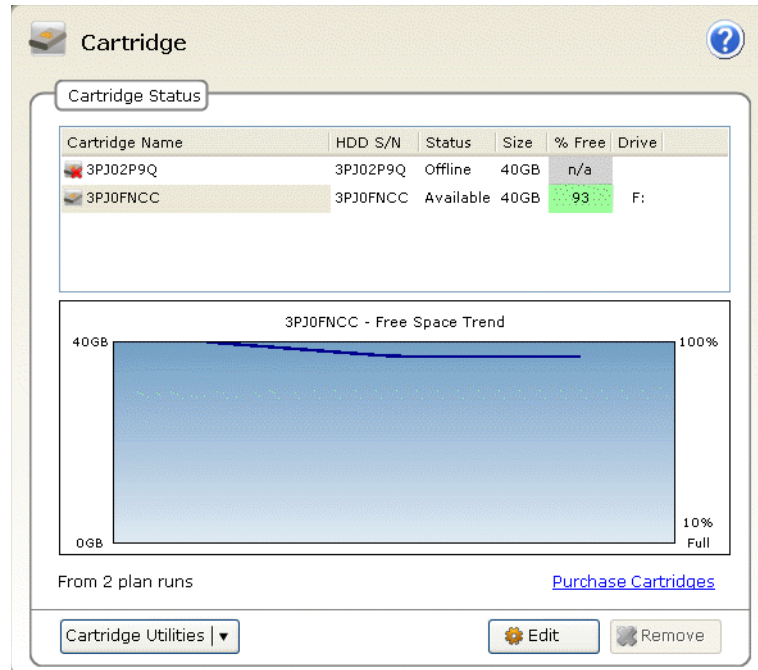 Cartridge
?
Cartridge Status
Cartridge Name HDD S/N Status Size % Free Drive
3PJ02P9Q 3PJ02P9Q Offline 40GB n/a
3PJ0FNCC 3PJ0FNCC Available 40GB 93 F:
3PJ0FNCC - Free Space Trend
40GB 100%
10%
0GB Full
From 2 plan runs Purchase Cartridges
Cartridge Utilities Edit Remove